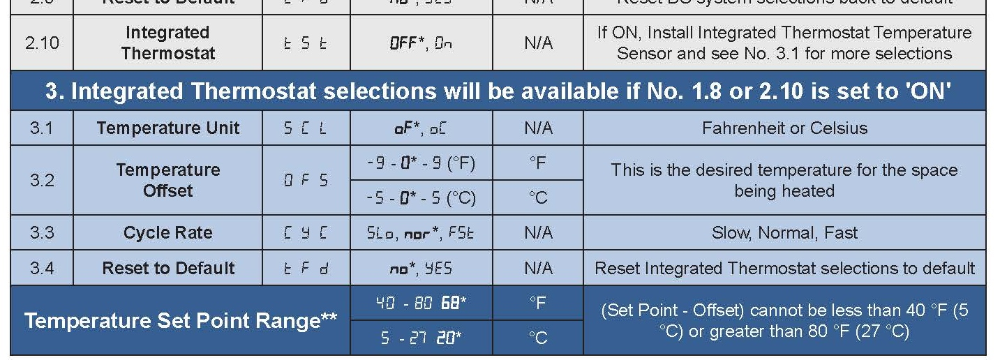 2.9 Reset to Default t F d no*, YES N/A Reset DC system selections back to default
2.10 Integrated Thermostat t S t OFF*, On N/A If ON, Install Integrated Thermostat Temperature
Sensor and see No. 3.1 for more selections
3. Integrated Thermostat selections will be available if No. 1.8 or 2.10 is set to 'ON'
3.1 Temperature Unit S C L oF*, oC N/A Fahrenheit or Celsius
3.2 Temperature Offset O F S -9 - 0* - 9 (°F) °F This is the desired temperature for the space
being heated
-5 - 0* - 5 (°C) °C
3.3 Cycle Rate C y C SLo, nor*, FSt N/A Slow, Normal, Fast
3.4 Reset to Default t F d no*, YES N/A Reset Integrated Thermostat selections to default
Temperature Set Point Range** 40 - 80 68* °F (Set Point - Offset) cannot be less than 40 °F (5
°C) or greater than 80 °F (27 °C)
5 - 27 20* °C